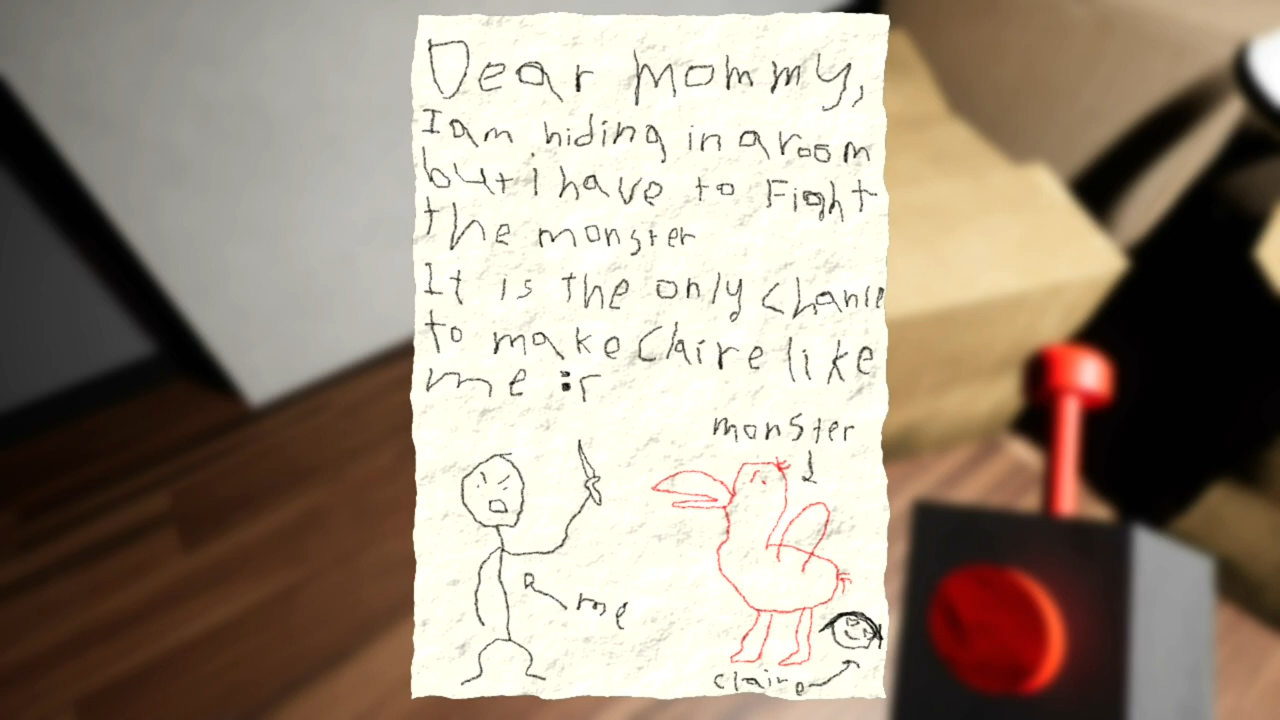 Dear Mommy,
I am hiding in a room
but i have to Fight
the monster
It is the only chance
to make Claire like
me :r
monster
me
claire